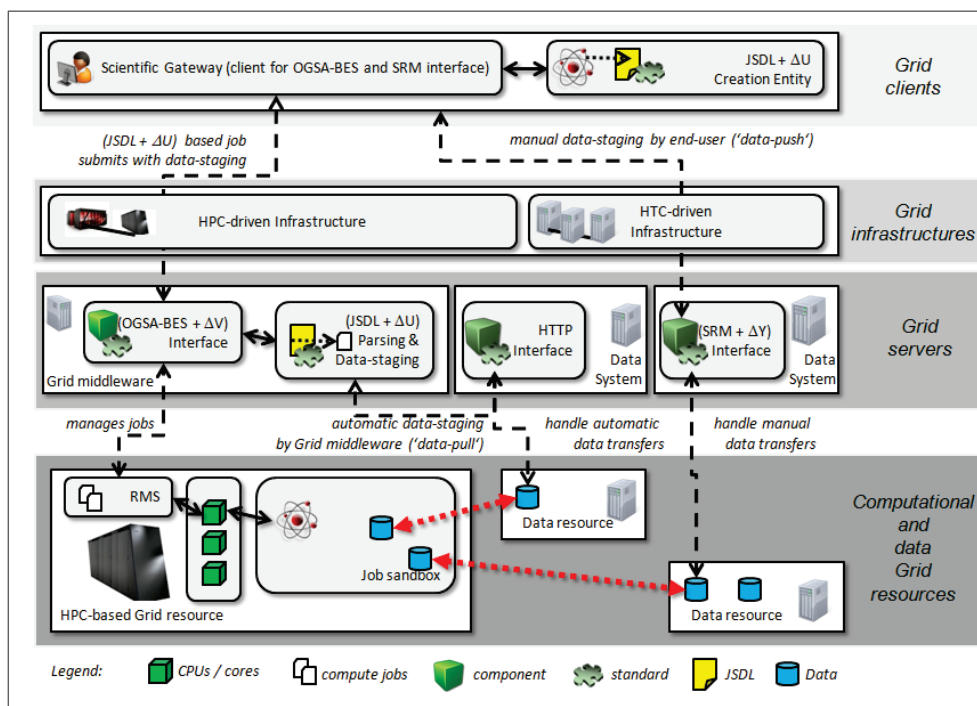 Scientific Gateway (client for OGSA-BES and SRM interface)
JSDL + ΔU
Creation Entity
Grid
clients
(JSDL + ΔU) based job
submits with data-staging
manual data-staging by end-user (‘data-push‘)
HPC-driven Infrastructure
HTC-driven
Infrastructure
Grid
infrastructures
(OGSA-BES + ΔV)
Interface
Grid middleware
(JSDL + ΔU)
Parsing &
Data-staging
HTTP
Interface
Data
System
(SRM + ΔY)
Interface
Data
System
Grid
servers
manages jobs
automatic data-staging
by Grid middleware (‘data-pull‘)
handle automatic
data transfers
handle manual
data transfers
RMS
HPC-based Grid resource
Job sandbox
Data resource
Data resource
Computational
and
data
Grid
resources
Legend:
CPUs / cores
compute jobs
component
standard
JSDL
Data